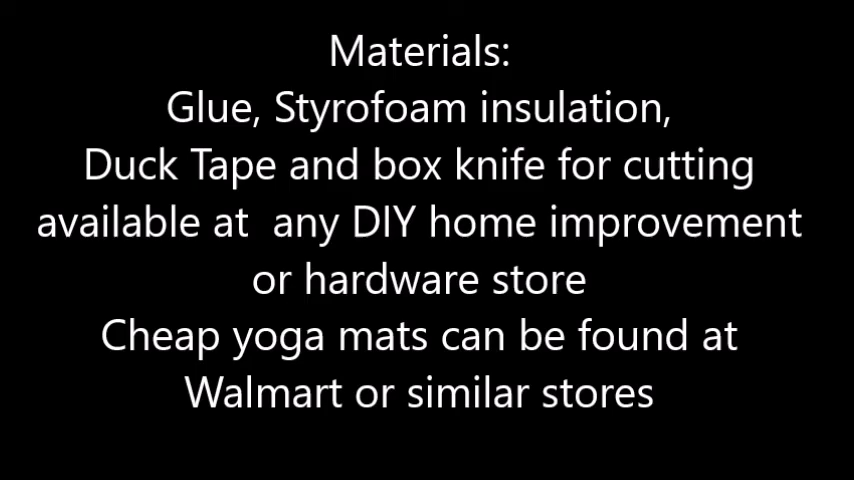 Materials:
Glue, Styrofoam insulation,
Duck Tape and box knife for cutting
available at  any DIY home improvement
or hardware store
Cheap yoga mats can be found at
Walmart or similar stores